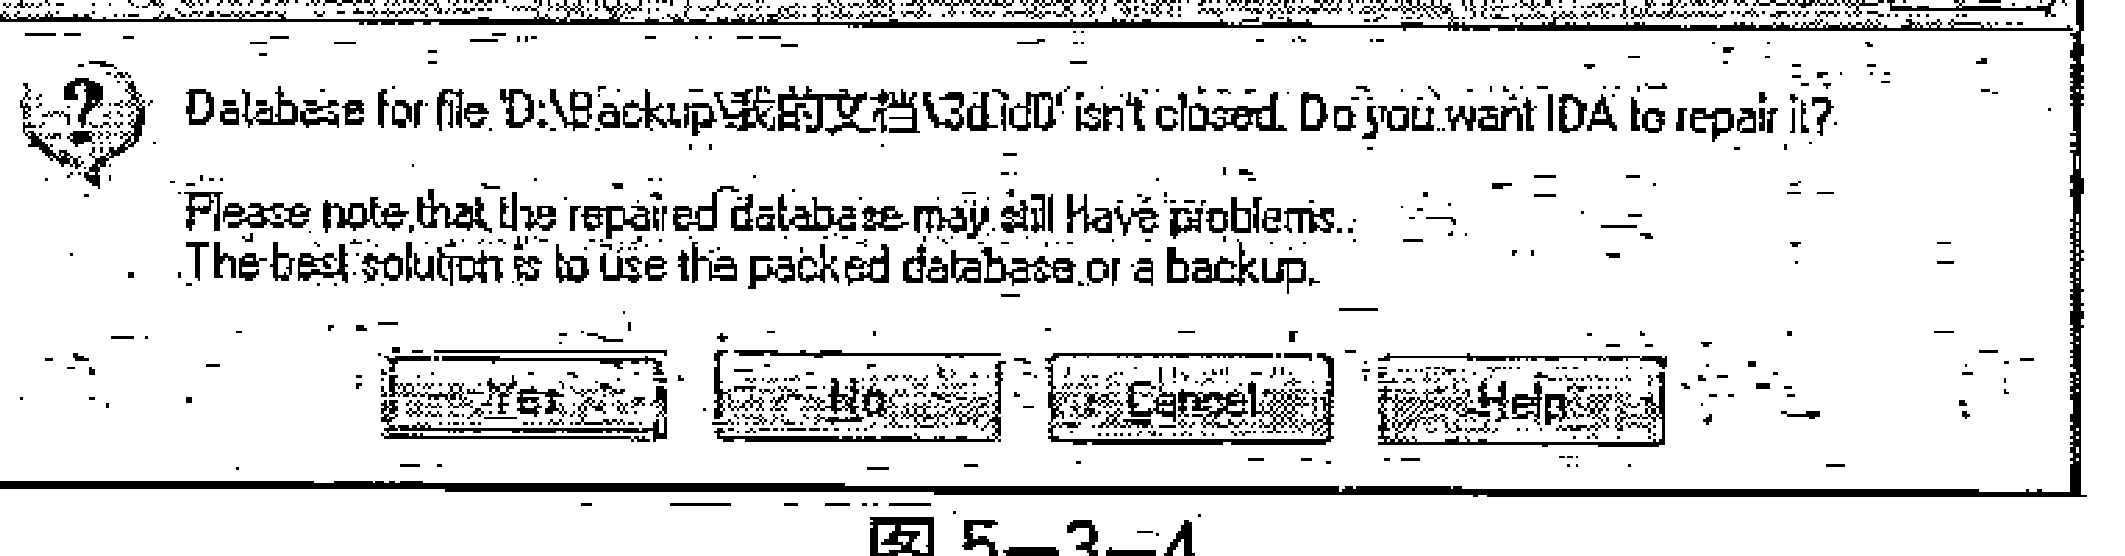 Database for file 'D:\Backup\我的文档\3d.id0' isn't closed. Do you want IDA to repair it?
Please note that the repaired database may still have problems.
The best solution is to use the packed database or a backup.
Yes No Cancel Help
图 5-3-4